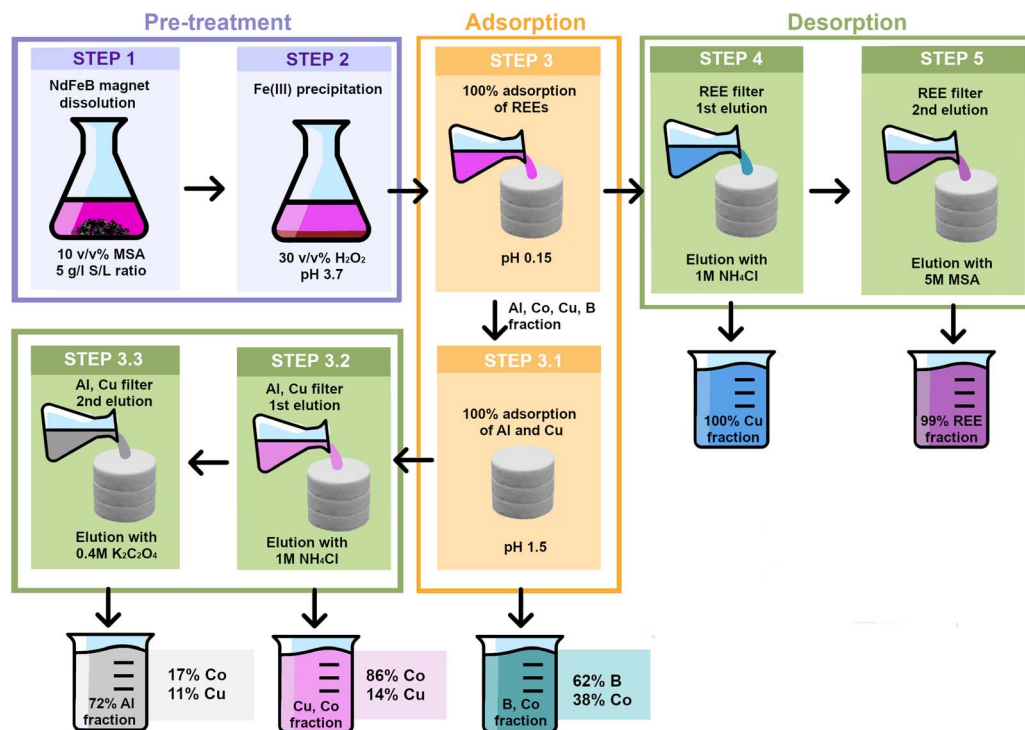 Pre-treatment
Adsorption
Desorption
STEP 1
NdFeB magnet
dissolution
10 v/v% MSA
5 g/l S/L ratio
STEP 2
Fe(III) precipitation
30 v/v% H₂O₂
pH 3.7
STEP 3
100% adsorption
of REEs
pH 0.15
Al, Co, Cu, B
fraction
STEP 4
REE filter
1st elution
Elution with
1M NH₄Cl
100% Cu
fraction
STEP 5
REE filter
2nd elution
Elution with
5M MSA
99% REE
fraction
STEP 3.3
Al, Cu filter
2nd elution
Elution with
0.4M K₂C₂O₄
72% Al
fraction
17% Co
11% Cu
STEP 3.2
Al, Cu filter
1st elution
Elution with
1M NH₄Cl
Cu, Co
fraction
86% Co
14% Cu
STEP 3.1
100% adsorption
of Al and Cu
pH 1.5
B, Co
fraction
62% B
38% Co